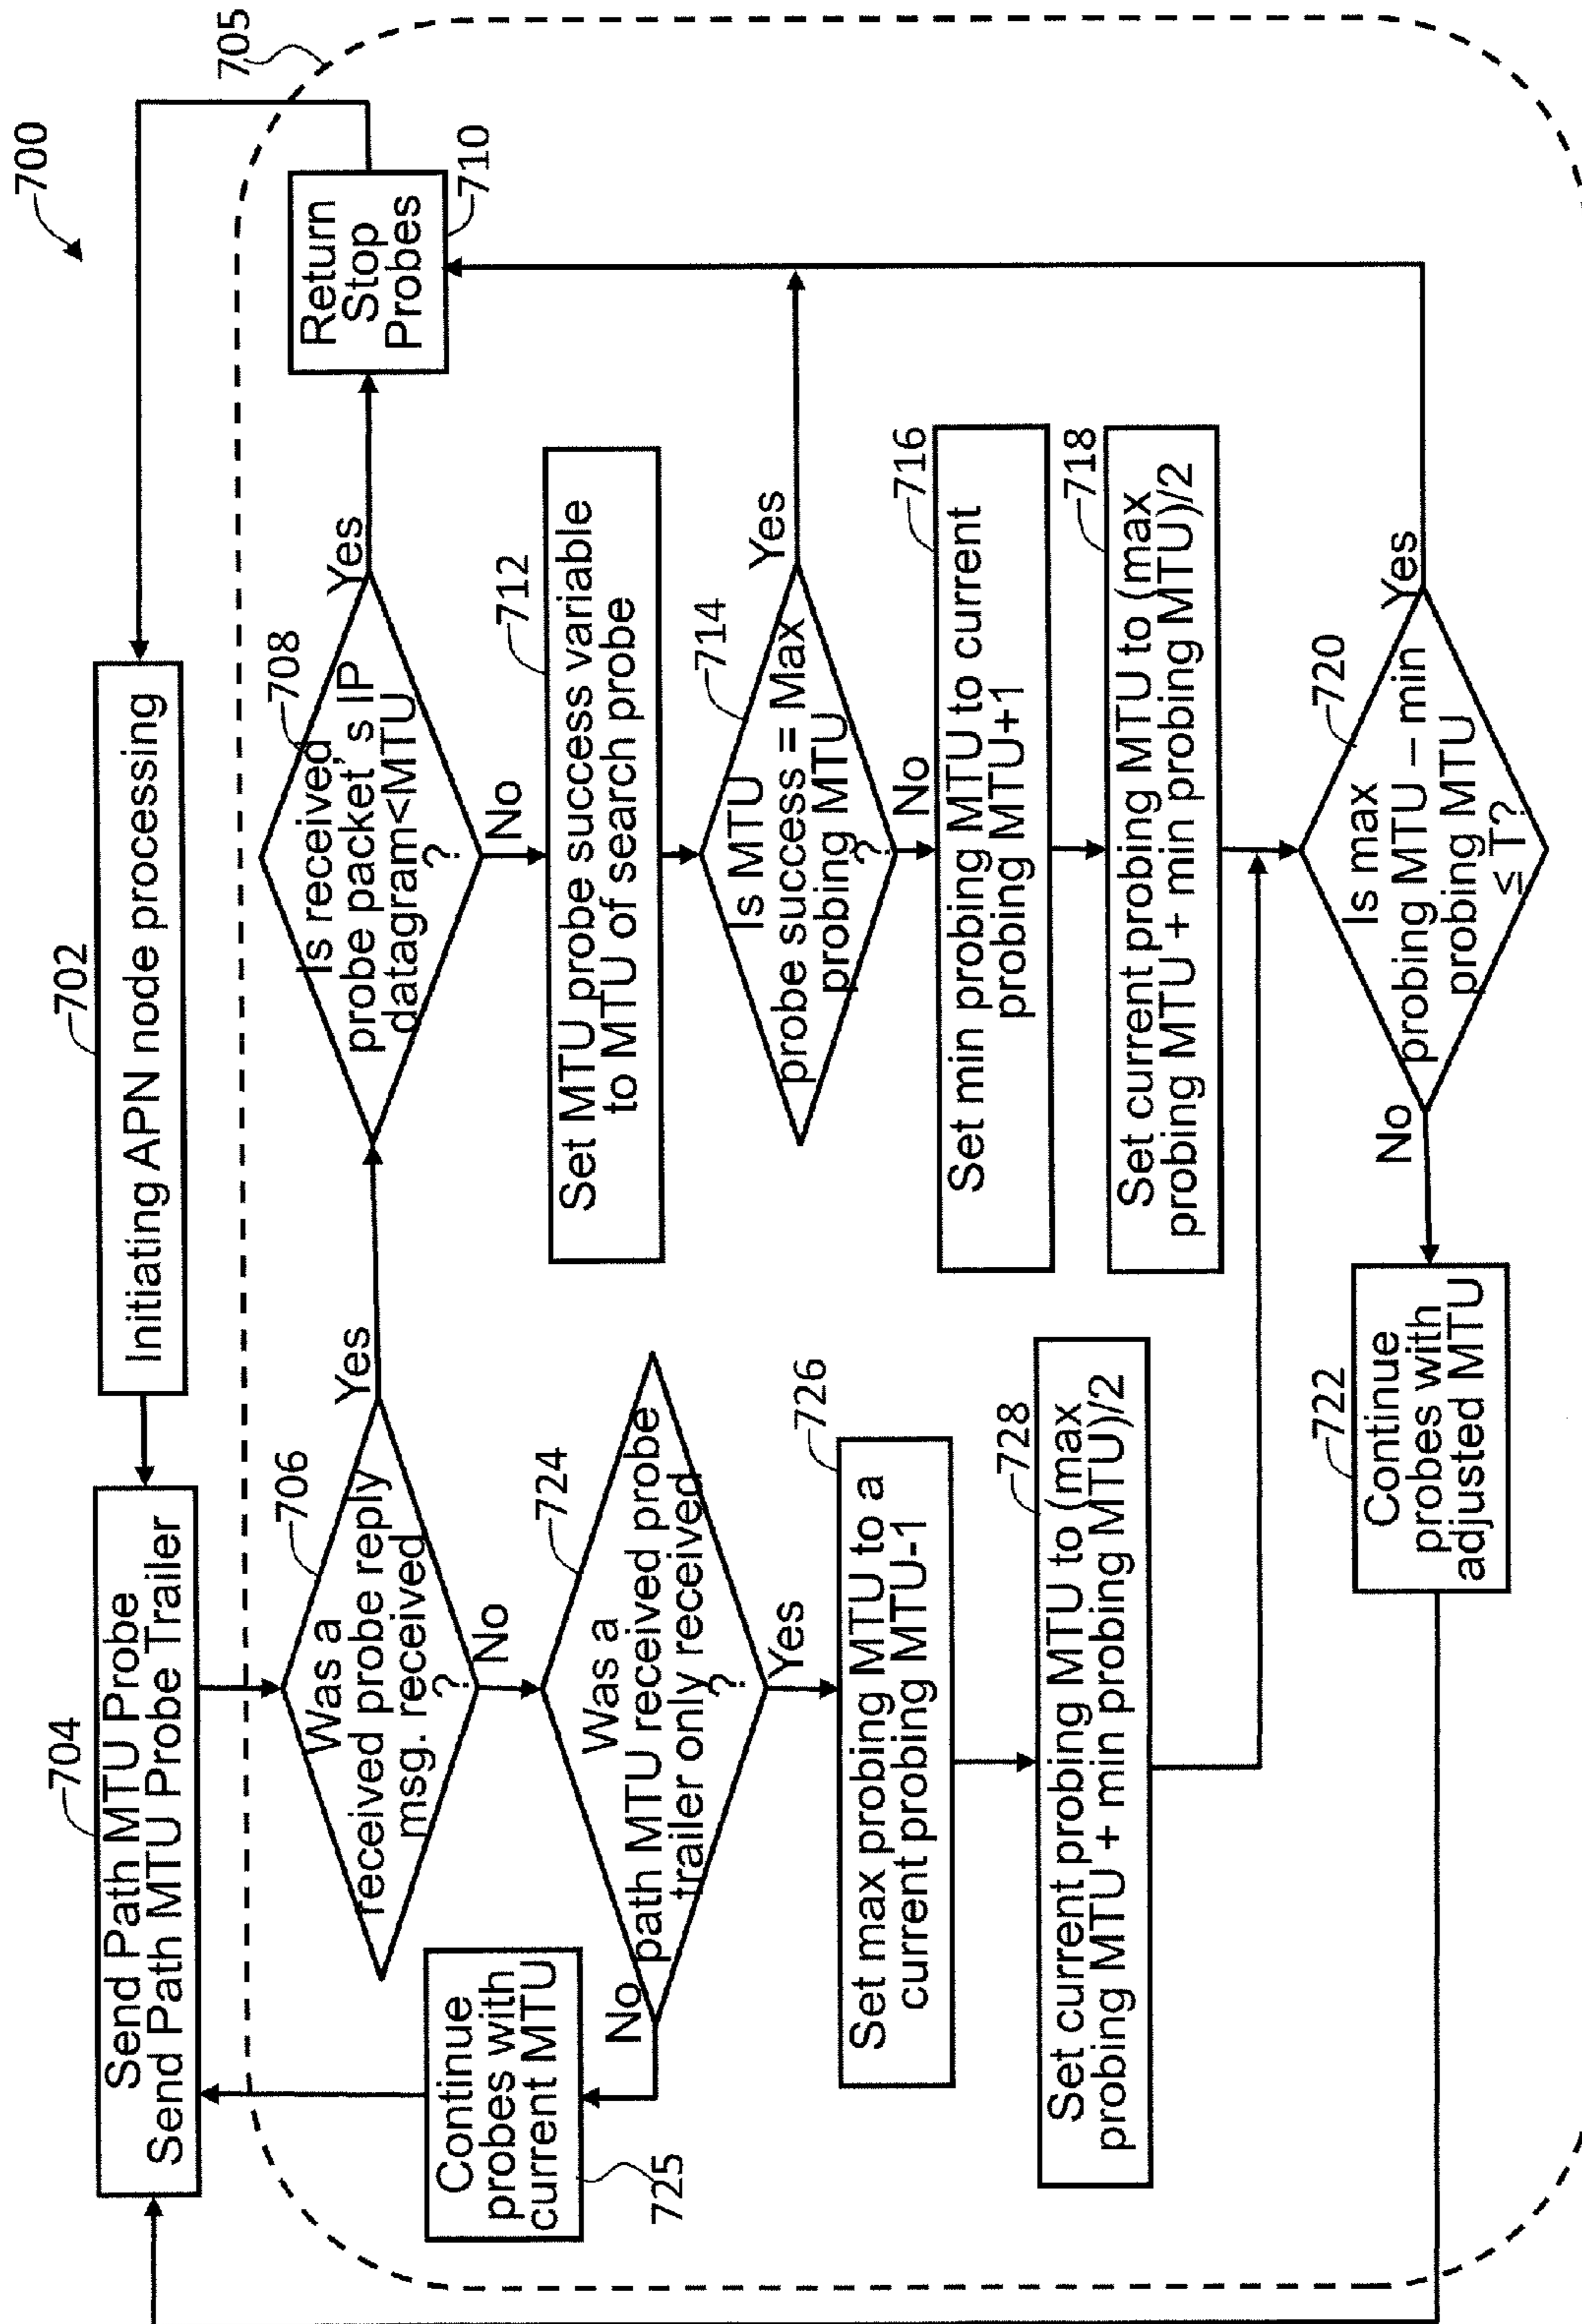 700
705
704
Send Path MTU Probe
Send Path MTU Probe Trailer
702
Initiating APN node processing
706
Was a
received probe reply
msg. received
?
Yes
No
708
Is received
probe packet's IP
datagram<MTU
?
Yes
No
Return
Stop
Probes
710
712
Set MTU probe success variable
to MTU of search probe
714
Is MTU
probe success = Max
probing MTU
?
Yes
No
716
Set min probing MTU to current
probing MTU+1
718
Set current probing MTU to (max
probing MTU + min probing MTU)/2
720
Is max
probing MTU – min
probing MTU
≤ T?
Yes
No
722
Continue
probes with
adjusted MTU
724
Was a
path MTU received probe
trailer only received
?
No
Yes
Continue
probes with
current MTU
725
726
Set max probing MTU to a
current probing MTU-1
728
Set current probing MTU to (max
probing MTU + min probing MTU)/2